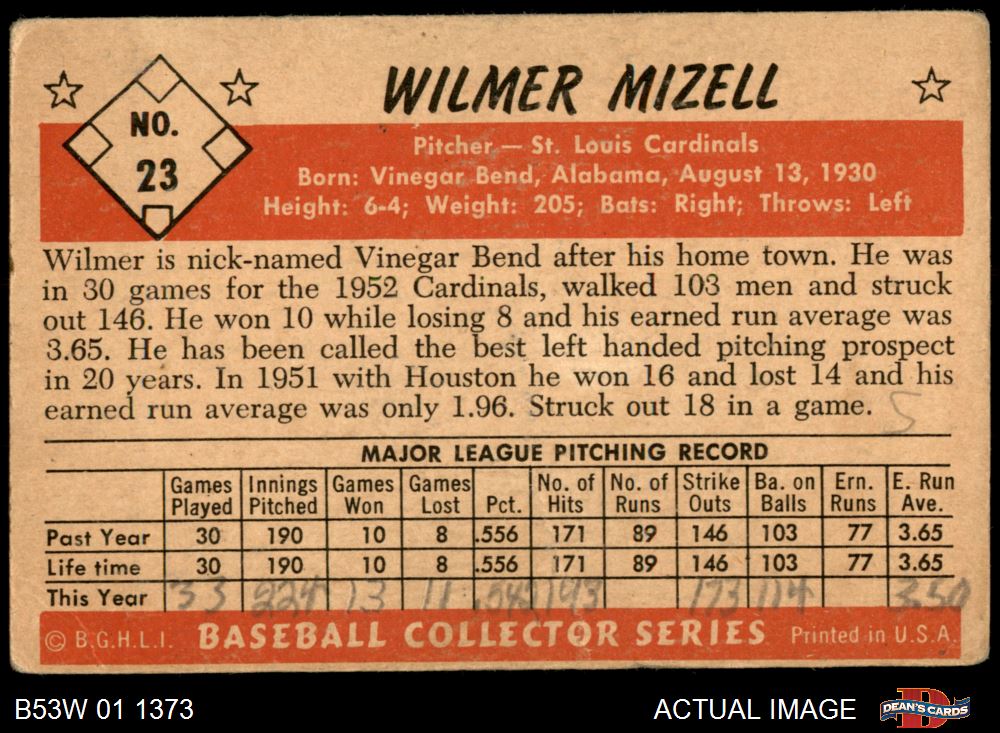 NO.
23
WILMER MIZELL
Pitcher — St. Louis Cardinals
Born: Vinegar Bend, Alabama, August 13, 1930
Height: 6-4; Weight: 205; Bats: Right; Throws: Left
Wilmer is nick-named Vinegar Bend after his home town. He was
in 30 games for the 1952 Cardinals, walked 103 men and struck
out 146. He won 10 while losing 8 and his earned run average was
3.65. He has been called the best left handed pitching prospect
in 20 years. In 1951 with Houston he won 16 and lost 14 and his
earned run average was only 1.96. Struck out 18 in a game. 5
MAJOR LEAGUE PITCHING RECORD
Games Played Innings Pitched Games Won Games Lost Pct. No. of Hits No. of Runs Strike Outs Ba. on Balls Ern. Runs E. Run Ave.
Past Year 30 190 10 8 .556 171 89 146 103 77 3.65
Life time 30 190 10 8 .556 171 89 146 103 77 3.65
This Year 33 224 13 11 .542 193 173 114 3.50
© B.G.H.L.I. BASEBALL COLLECTOR SERIES Printed in U.S.A.
B53W 01 1373 ACTUAL IMAGE D DEAN'S CARDS